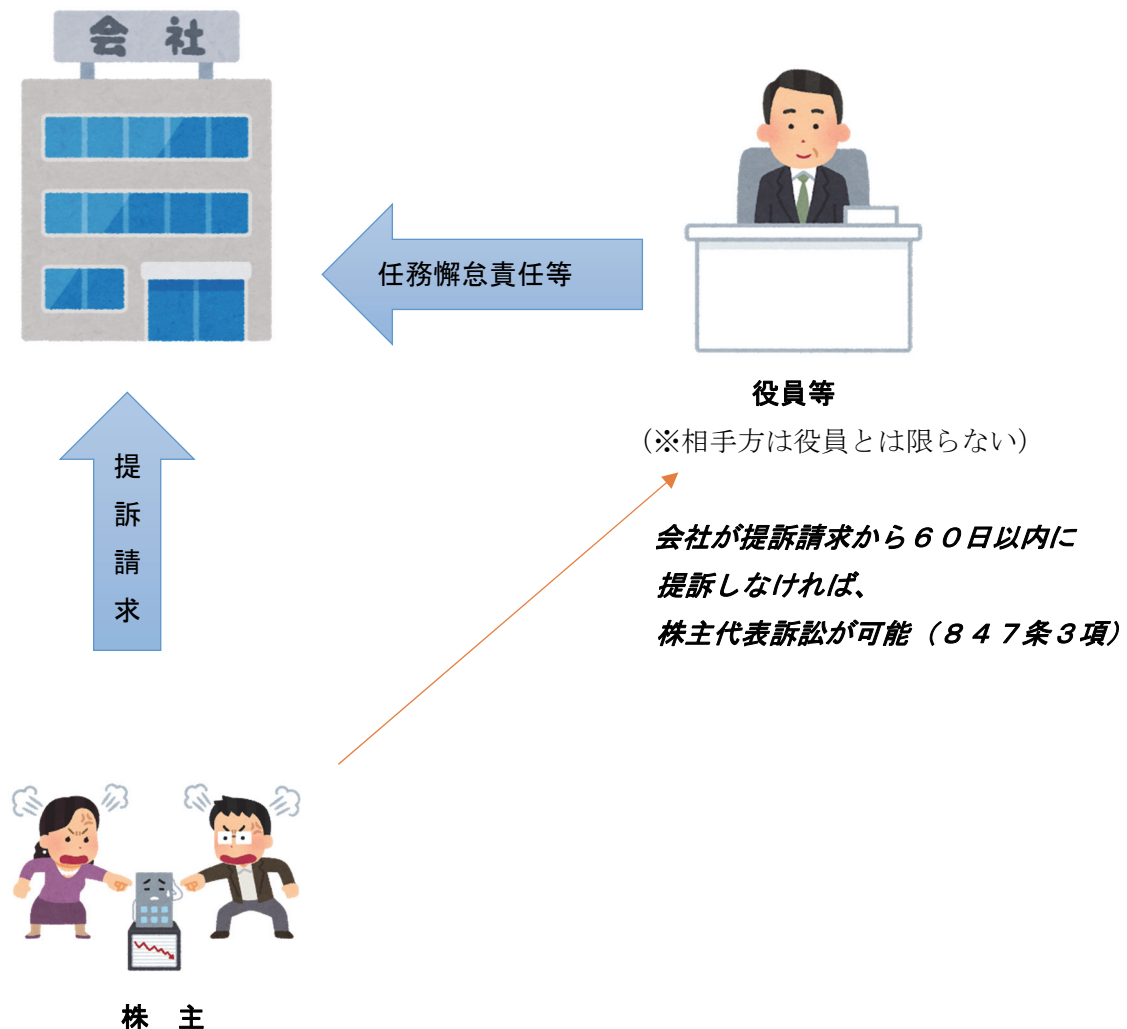 会 社
任務懈怠責任等
役員等
(※相手方は役員とは限らない)
提
訴
請
求
会社が提訴請求から60日以内に
提訴しなければ、
株主代表訴訟が可能(847条3項)
株 主